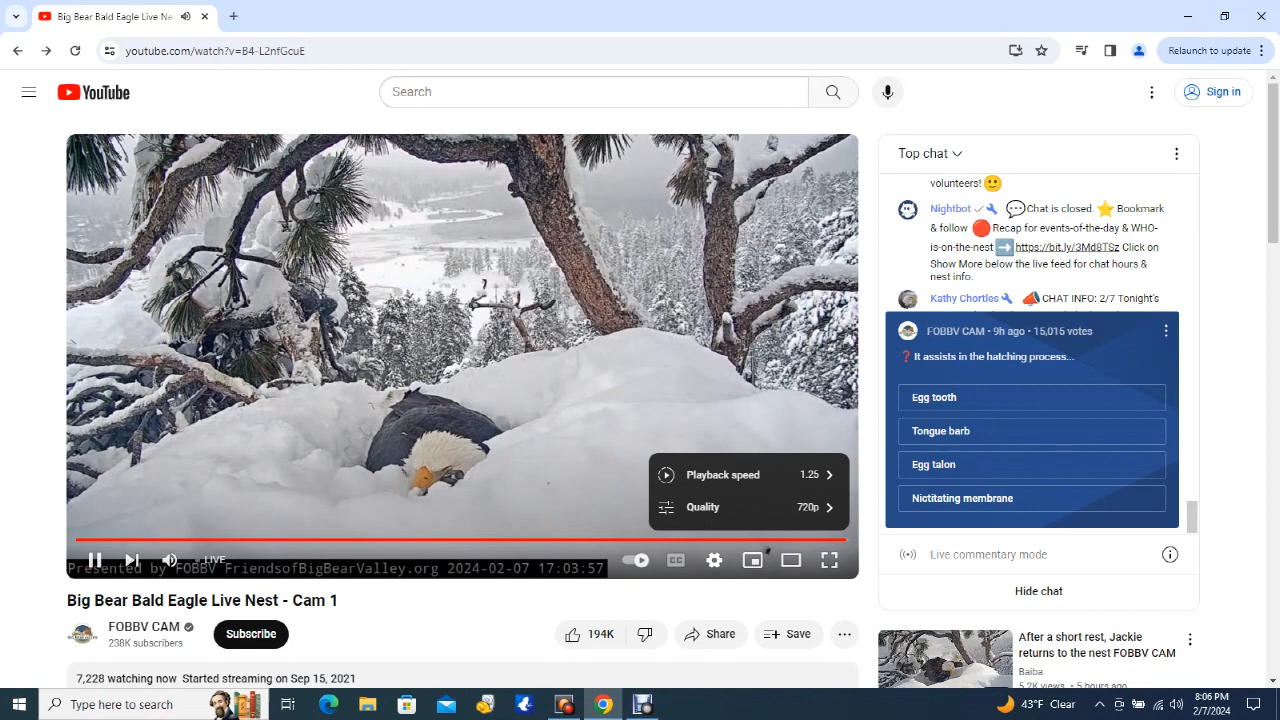 Big Bear Bald Eagle Live Nes
youtube.com/watch?v=B4-L2nfGcuE
Relaunch to update
YouTube
Search
Sign in
Top chat
volunteers!
Nightbot Chat is closed. Bookmark
& follow Recap for events-of-the-day & WHO-
is-on-the-nest https://bit.ly/3Md8TSz Click on
Show More below the live feed for chat hours &
nest info.
Kathy Chortles CHAT INFO: 2/7 Tonight's
FOBBV CAM • 9h ago • 15,015 votes
❓It assists in the hatching process...
Egg tooth
Tongue barb
Egg talon
Nictitating membrane
Live commentary mode
Hide chat
Playback speed 1.25
Quality 720p
LIVE
CC
Presented by FOBBV FriendsofBigBearValley.org 2024-02-07 17:03:57
Big Bear Bald Eagle Live Nest - Cam 1
FOBBV CAM
238K subscribers
Subscribe
194K
Share
Save
7,228 watching now Started streaming on Sep 15, 2021
After a short rest, Jackie
returns to the nest FOBBV CAM
Baiba
5.2K views • 5 hours ago
Type here to search
43°F Clear
8:06 PM
2/7/2024